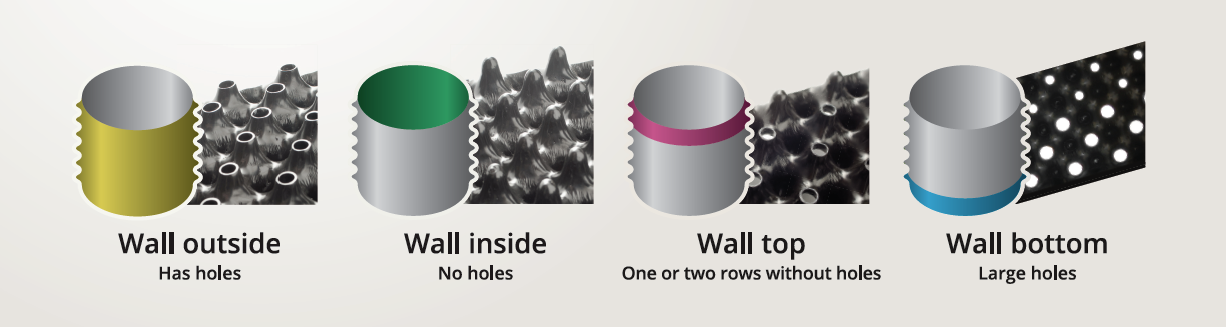 Wall outside
Has holes
Wall inside
No holes
Wall top
One or two rows without holes
Wall bottom
Large holes